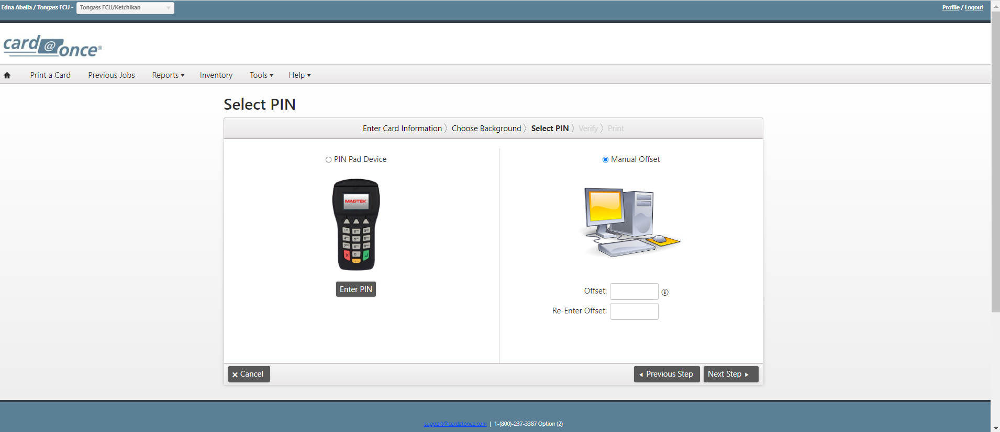 Edna Abella / Tongass FCU - Tongass FCU/Ketchikan
Profile / Logout
card@once®
Print a Card Previous Jobs Reports Inventory Tools Help
Select PIN
Enter Card Information Choose Background Select PIN Verify Print
PIN Pad Device
MAGTEK
Enter PIN
Manual Offset
Offset:
Re-Enter Offset:
Cancel
Previous Step
Next Step
support@cardatonce.com | 1-(800)-237-3387 Option (2)